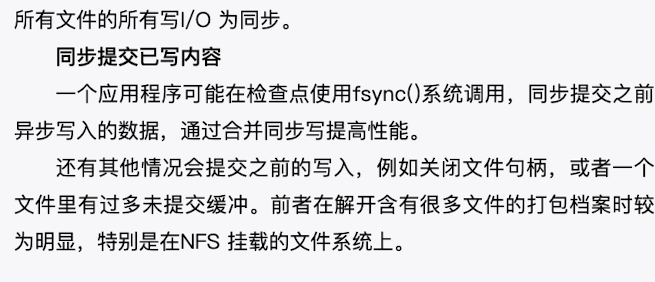 所有文件的所有写I/O 为同步。
同步提交已写内容
一个应用程序可能在检查点使用fsync()系统调用，同步提交之前
异步写入的数据，通过合并同步写提高性能。
还有其他情况会提交之前的写入，例如关闭文件句柄，或者一个
文件里有过多未提交缓冲。前者在解开含有很多文件的打包档案时较
为明显，特别是在NFS 挂载的文件系统上。